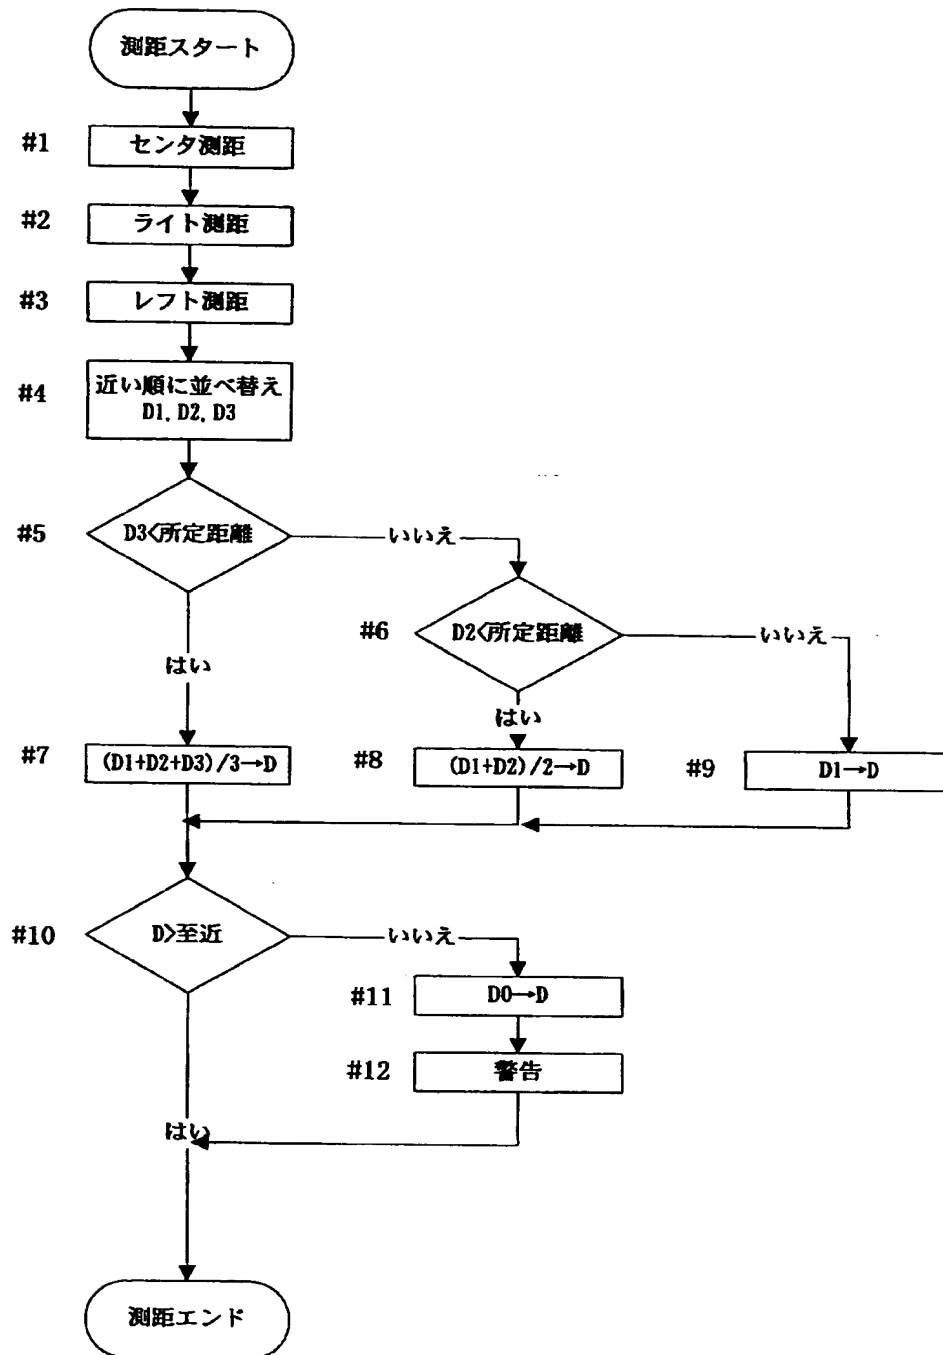 測距スタート
#1
センタ測距
#2
ライト測距
#3
レフト測距
#4
近い順に並べ替え
D1, D2, D3
#5
D3<所定距離
いいえ
はい
#6
D2<所定距離
いいえ
はい
#7
(D1+D2+D3)/3→D
#8
(D1+D2)/2→D
#9
D1→D
#10
D>至近
いいえ
はい
#11
D0→D
#12
警告
測距エンド